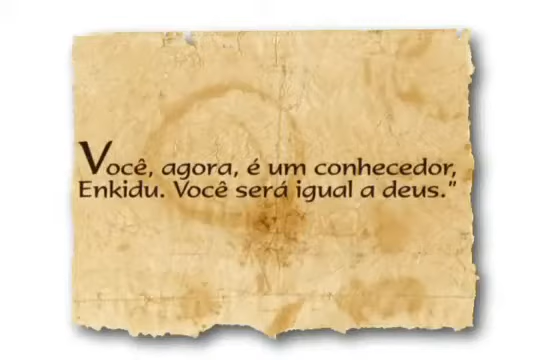 Você, agora, é um conhecedor,
Enkidu. Você será igual a deus."